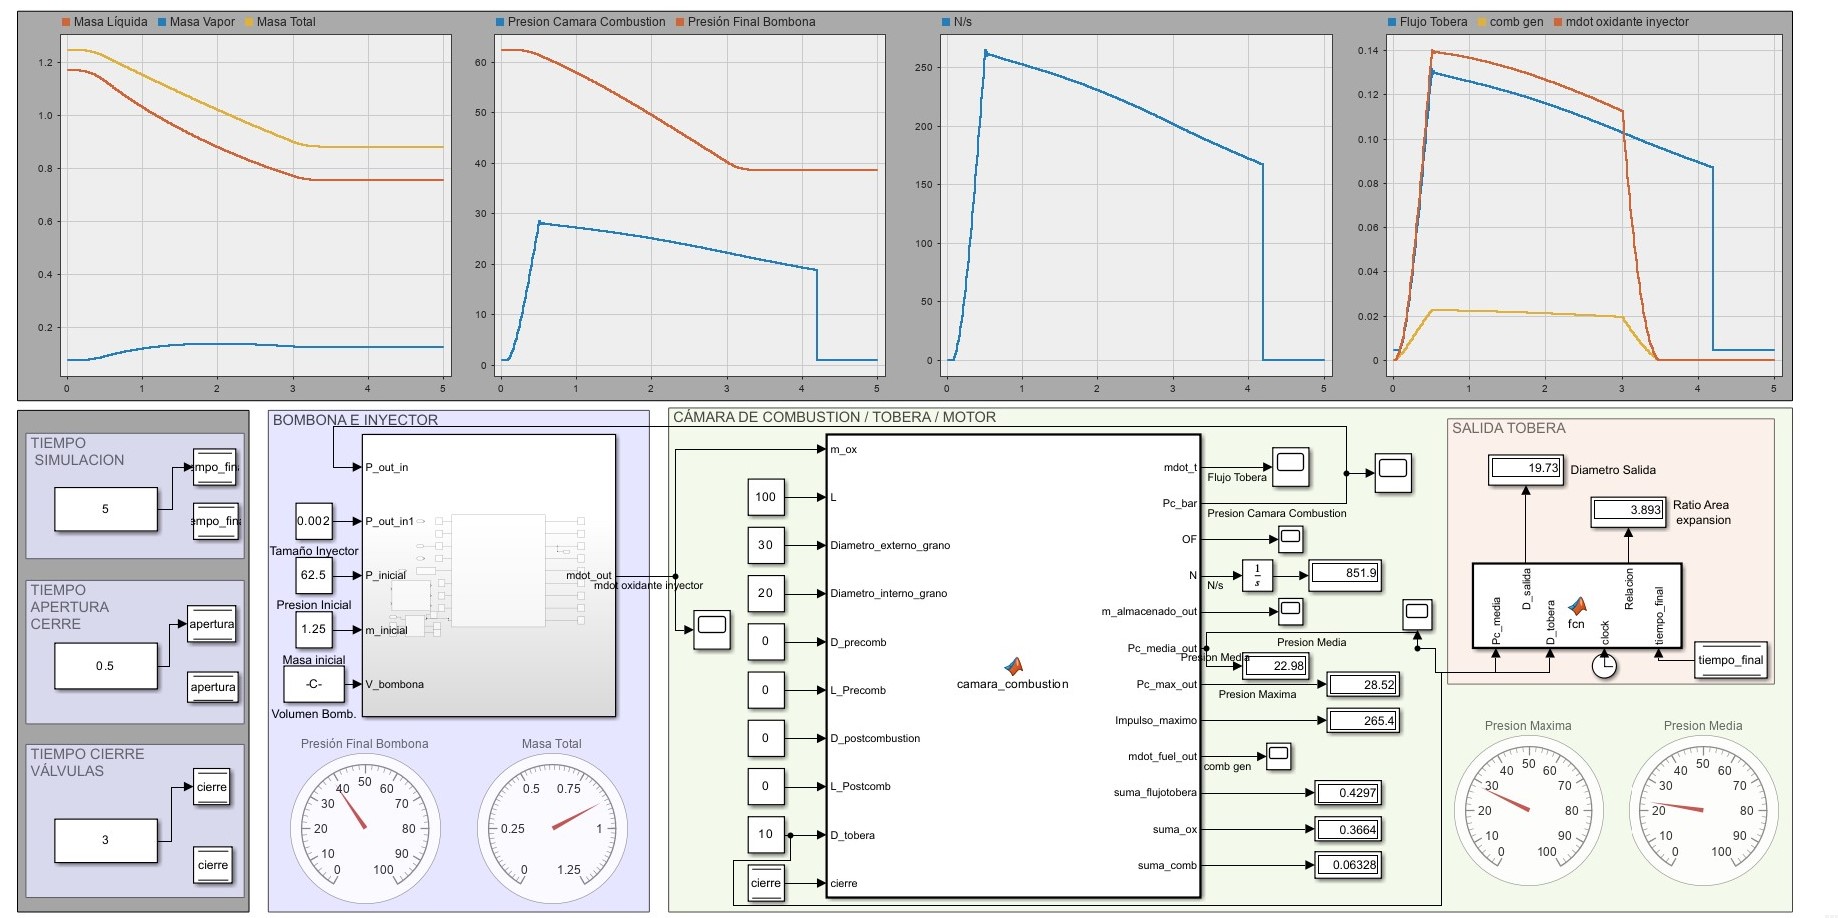 Masa Líquida Masa Vapor Masa Total
1.2
1.0
0.8
0.6
0.4
0.2
0 1 2 3 4 5
Presion Camara Combustion Presión Final Bombona
60
50
40
30
20
10
0
0 1 2 3 4 5
N/s
250
200
150
100
50
0
0 1 2 3 4 5
Flujo Tobera comb gen mdot oxidante inyector
0.14
0.12
0.10
0.08
0.06
0.04
0.02
0
0 1 2 3 4 5
TIEMPO
SIMULACION
5
empo_fin
empo_fina
TIEMPO
APERTURA
CERRE
0.5
apertura
apertura
TIEMPO CIERRE
VÁLVULAS
3
cierre
cierre
BOMBONA E INYECTOR
P_out_in
0.002
P_out_in1
Tamaño Inyector
62.5
P_inicial
Presion Inicial
1.25
m_inicial
Masa inicial
-C-
V_bombona
Volumen Bomb.
mdot_out
mdot oxidante inyector
Presión Final Bombona
0 10 20 30 40 50 60 70 80 90 100
Masa Total
0 0.25 0.5 0.75 1 1.25
CÁMARA DE COMBUSTION / TOBERA / MOTOR
m_ox
100
L
30
Diametro_externo_grano
20
Diametro_interno_grano
0
D_precomb
0
L_Precomb
0
D_postcombustion
0
L_Postcomb
10
D_tobera
cierre
cierre
camara_combustion
mdot_t
Flujo Tobera
Pc_bar
Presion Camara Combustion
OF
N
N/s
1
s
851.9
m_almacenado_out
Pc_media_out
Presion Media
Presion Media
22.98
Pc_max_out
Presion Maxima
28.52
Impulso_maximo
265.4
mdot_fuel_out
comb gen
suma_flujotobera
0.4297
suma_ox
0.3664
suma_comb
0.06328
SALIDA TOBERA
19.73
Diametro Salida
3.893
Ratio Area
expansion
D_salida
Relacion
Pc_media
D_tobera
fcn
clock
tiempo_final
tiempo_final
Presion Maxima
0 10 20 30 40 50 60 70 80 90 100
Presion Media
0 10 20 30 40 50 60 70 80 90 100